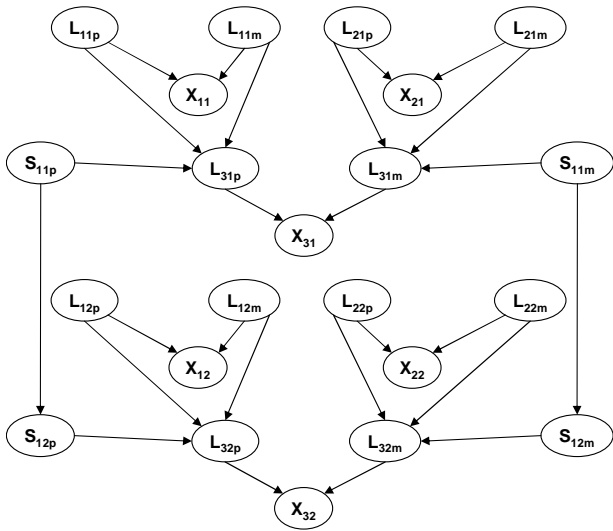 L11p L11m L21p L21m
X11 X21
S11p L31p L31m S11m
X31
L12p L12m L22p L22m
X12 X22
S12p L32p L32m S12m
X32